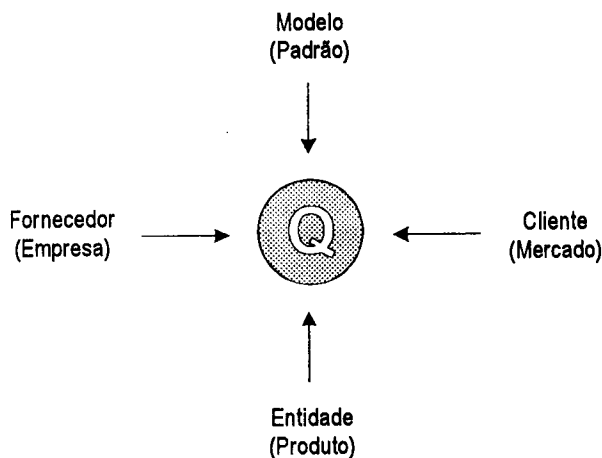 Modelo
(Padrão)
Fornecedor
(Empresa)
Q
Cliente
(Mercado)
Entidade
(Produto)